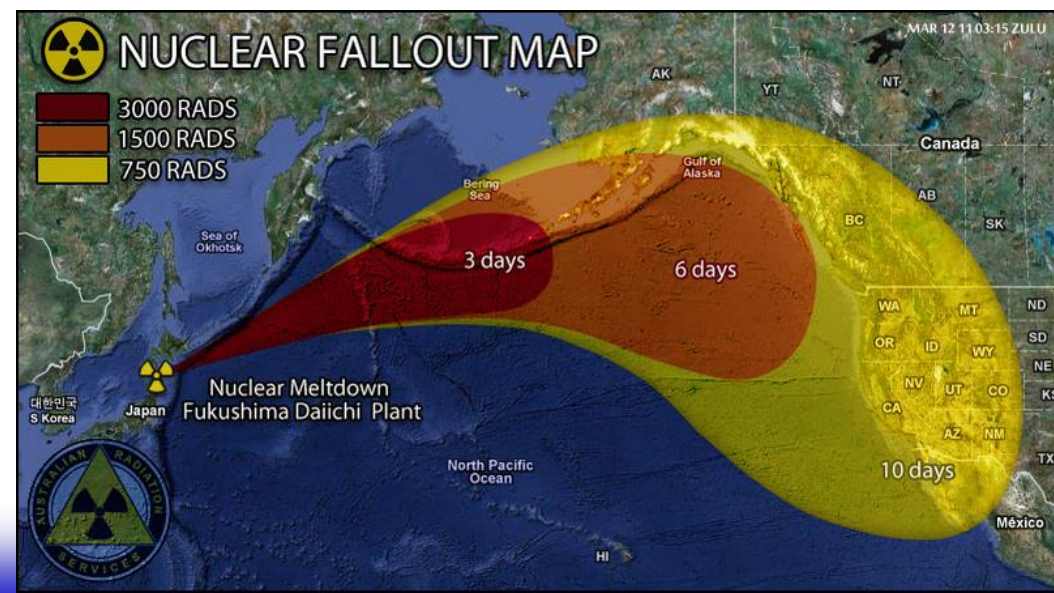 MAR 12 11 03:15 ZULU
NUCLEAR FALLOUT MAP
3000 RADS
1500 RADS
750 RADS
AK
YT
NT
Canada
Bering
Sea
Gulf of
Alaska
AB
SK
BC
Sea of
Okhotsk
3 days
6 days
WA
MT
ND
OR
ID
WY
SD
NE
NV
UT
CO
KS
CA
AZ
NM
TX
Nuclear Meltdown
Fukushima Daiichi Plant
대한민국
S Korea
Japan
North Pacific
Ocean
10 days
México
HI
AUSTRALIAN RADIATION
SERVICES